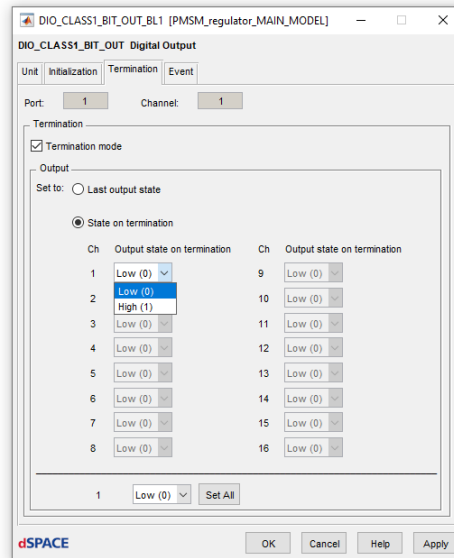 DIO_CLASS1_BIT_OUT_BL1 [PMSM_regulator_MAIN_MODEL]
DIO_CLASS1_BIT_OUT Digital Output
Unit Initialization Termination Event
Port: 1 Channel: 1
Termination
Termination mode
Output
Set to: Last output state
State on termination
Ch Output state on termination Ch Output state on termination
1 Low (0) 9 Low (0)
Low (0)
2 10 Low (0)
High (1)
3 Low (0) 11 Low (0)
4 Low (0) 12 Low (0)
5 Low (0) 13 Low (0)
6 Low (0) 14 Low (0)
7 Low (0) 15 Low (0)
8 Low (0) 16 Low (0)
1 Low (0) Set All
dSPACE OK Cancel Help Apply